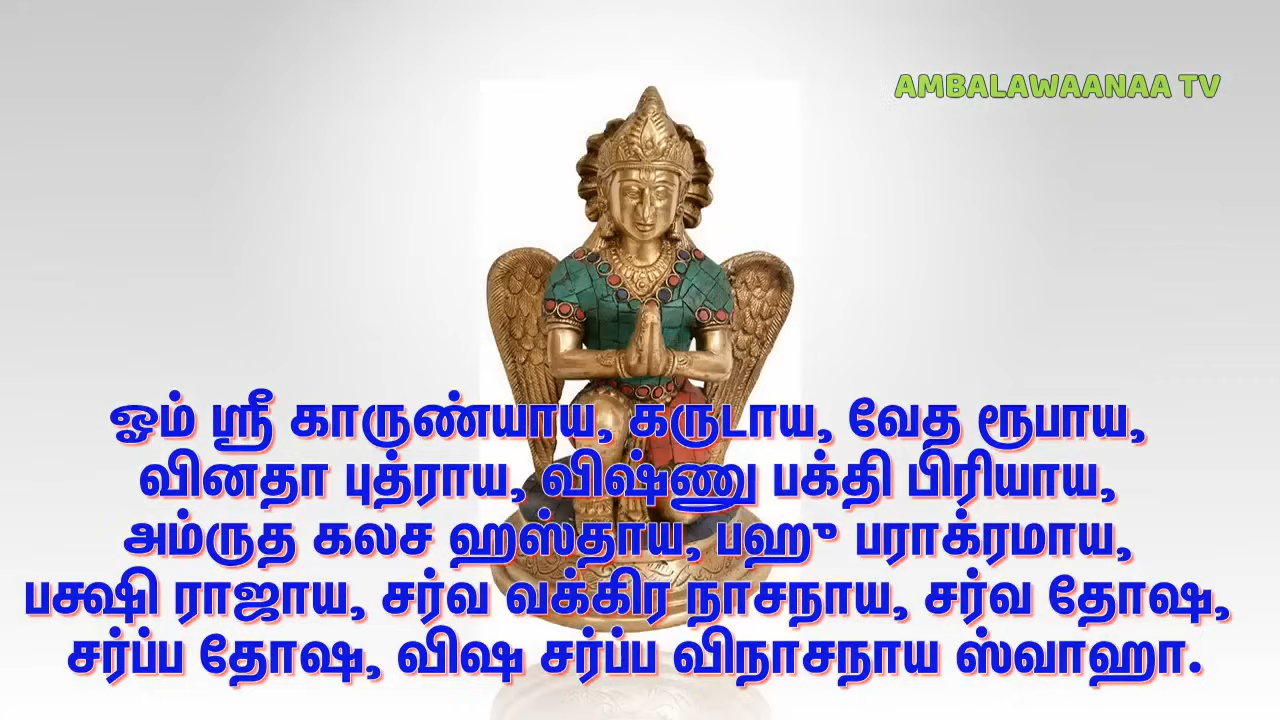 AMBALAWAANAA TV
ஓம் ஸ்ரீ காருண்யாய, கருடாய, வேத ரூபாய,
வினதா புத்ராய, விஷ்ணு பக்தி பிரியாய,
அம்ருத கலச ஹஸ்தாய, பஹு பராக்ரமாய,
பக்ஷி ராஜாய, சர்வ வக்கிர நாசநாய, சர்வ தோஷ,
சர்ப்ப தோஷ, விஷ சர்ப்ப விநாசநாய ஸ்வாஹா.